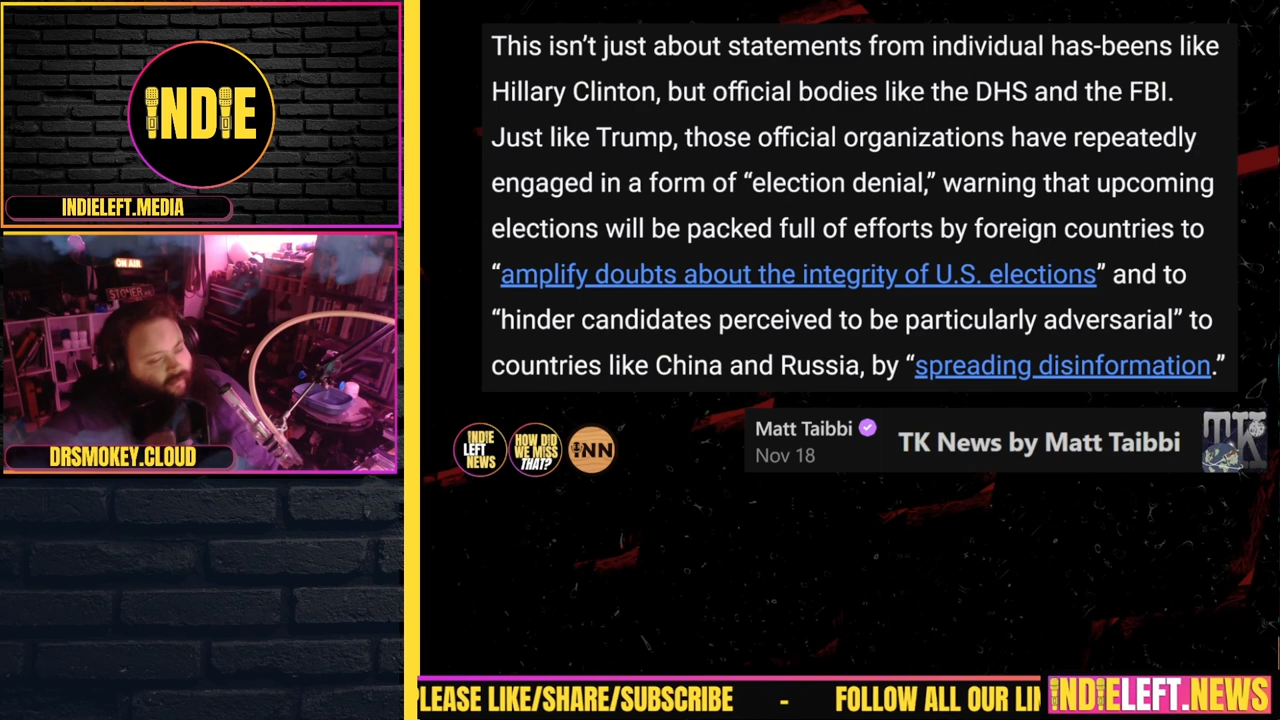 INDIE
INDIELEFT.MEDIA
ON AIR
STONER
DRSMOKEY.CLOUD
This isn’t just about statements from individual has-beens like
Hillary Clinton, but official bodies like the DHS and the FBI.
Just like Trump, those official organizations have repeatedly
engaged in a form of “election denial,” warning that upcoming
elections will be packed full of efforts by foreign countries to
“amplify doubts about the integrity of U.S. elections” and to
“hinder candidates perceived to be particularly adversarial” to
countries like China and Russia, by “spreading disinformation.”
INDIE
LEFT
NEWS
HOW DID
WE MISS
THAT?
INN
Matt Taibbi
Nov 18
TK News by Matt Taibbi
TK
LEASE LIKE/SHARE/SUBSCRIBE - FOLLOW ALL OUR LI
INDIELEFT.NEWS